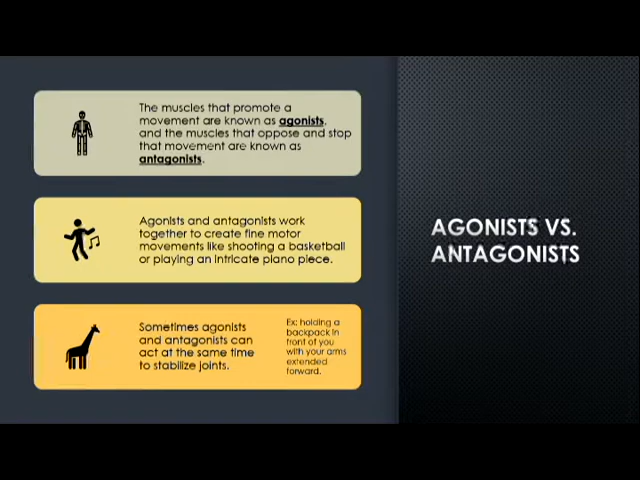 The muscles that promote a
movement are known as agonists,
and the muscles that oppose and stop
that movement are known as
antagonists.
Agonists and antagonists work
together to create fine motor
movements like shooting a basketball
or playing an intricate piano piece.
Sometimes agonists
and antagonists can
act at the same time
to stabilize joints.
Ex: holding a
backpack in
front of you
with your arms
extended
forward.
AGONISTS VS.
ANTAGONISTS